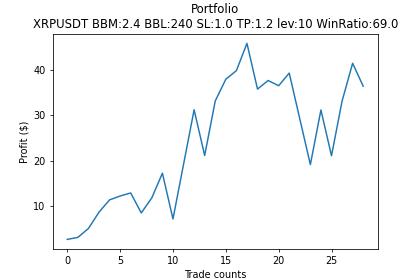 Portfolio
XRPUSDT BBM:2.4 BBL:240 SL:1.0 TP:1.2 lev:10 WinRatio:69.0
40
30
20
10
Profit ($)
0 5 10 15 20 25
Trade counts